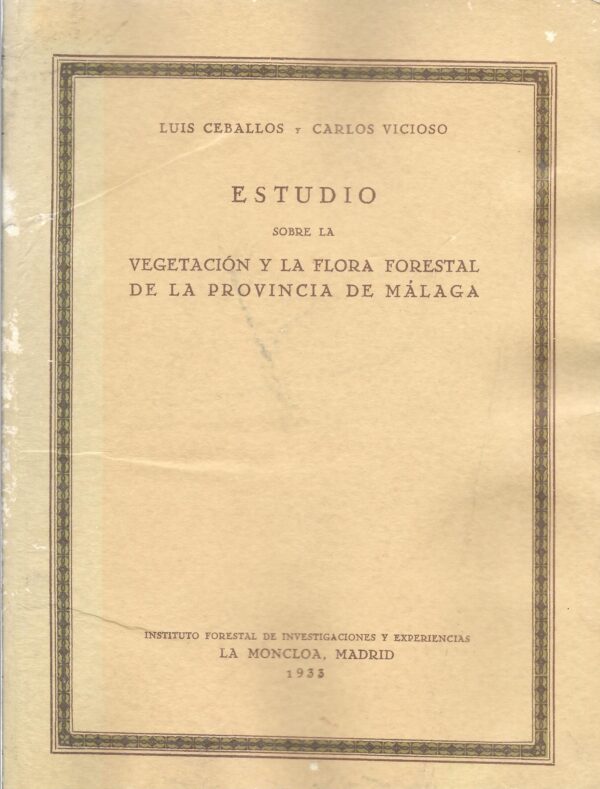 LUIS CEBALLOS Y CARLOS VICIOSO
ESTUDIO
SOBRE LA
VEGETACIÓN Y LA FLORA FORESTAL
DE LA PROVINCIA DE MÁLAGA
INSTITUTO FORESTAL DE INVESTIGACIONES Y EXPERIENCIAS
LA MONCLOA, MADRID
1933